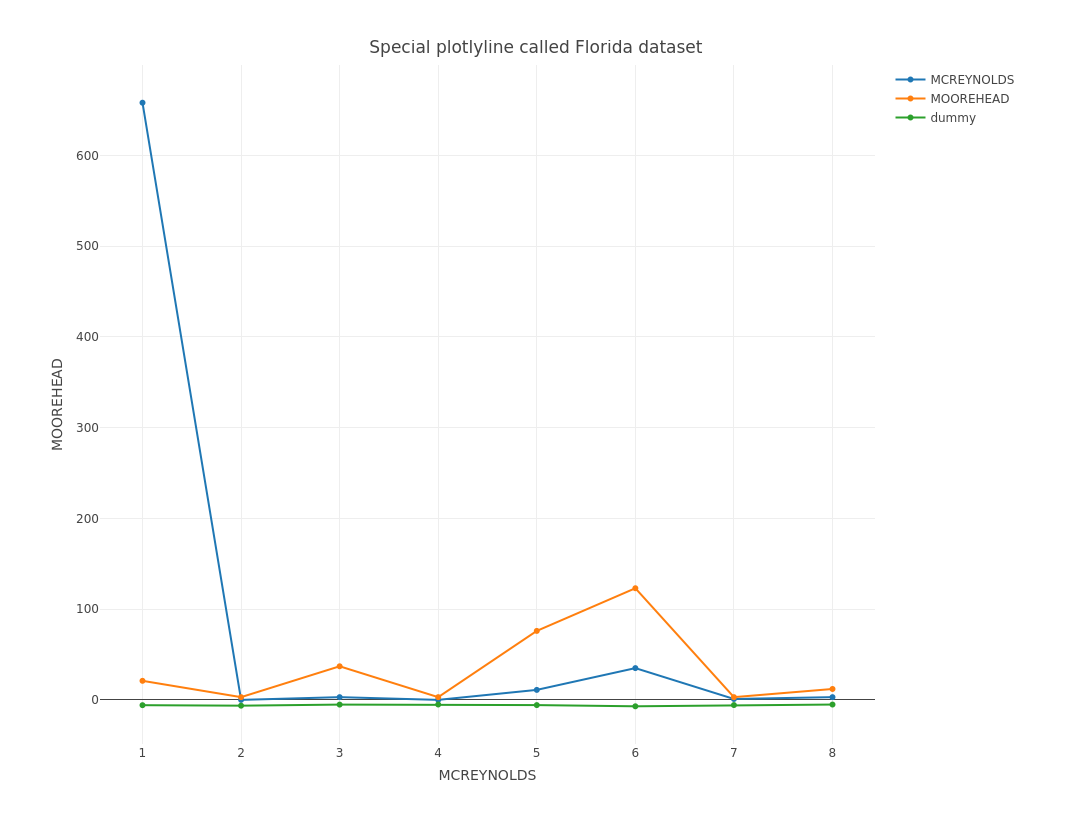 Special plotlyline called Florida dataset
MCREYNOLDS
MOOREHEAD
dummy
600
500
400
300
200
100
0
MOOREHEAD
1 2 3 4 5 6 7 8
MCREYNOLDS